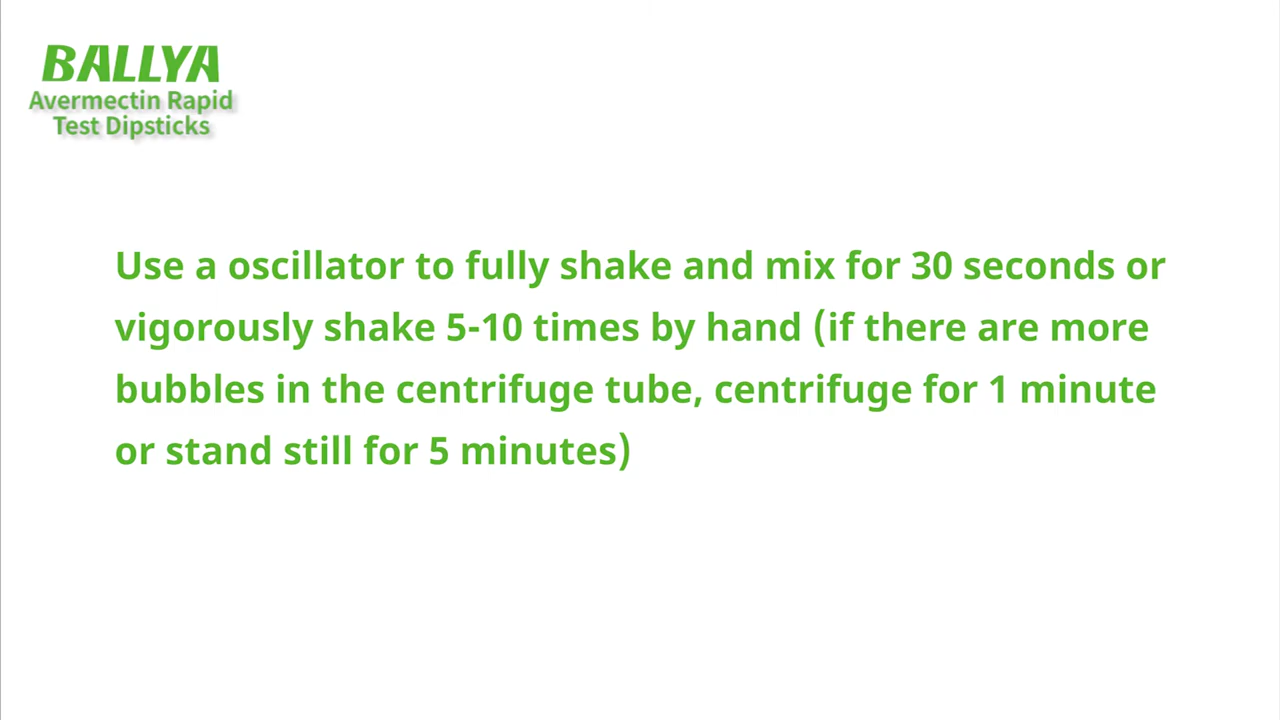 BALLYA
Avermectin Rapid
Test Dipsticks
Use a oscillator to fully shake and mix for 30 seconds or
vigorously shake 5-10 times by hand (if there are more
bubbles in the centrifuge tube, centrifuge for 1 minute
or stand still for 5 minutes)